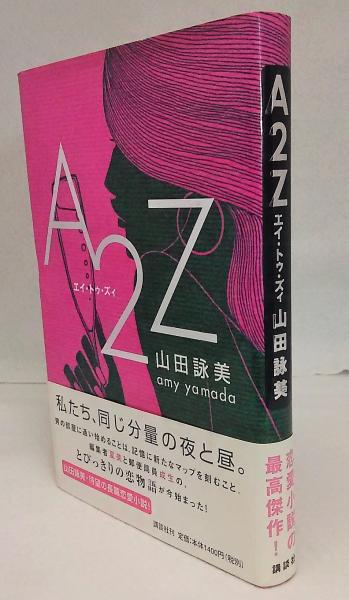 A2Z
エイ・トゥ・ズィ
山田詠美
amy yamada
私たち、同じ分量の夜と昼。
男の部屋に通い始めることは、記憶に新たなマップを刻むこと。
編集者夏美と郵便局員成生の、
とびっきりの恋物語が今始まった!
山田詠美・待望の長篇恋愛小説!
講談社刊 定価:本体1400円(税別)
A2Z
エイ・トゥ・ズィ
山田詠美
恋愛小説の
最高傑作!
講談社